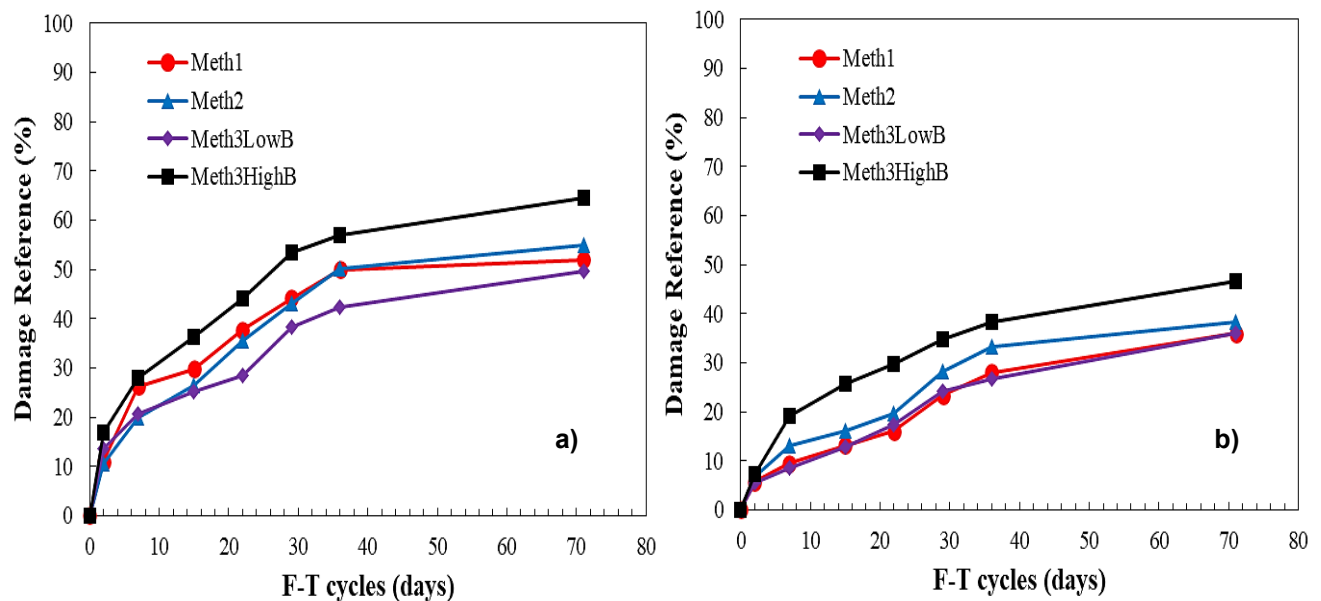 Damage Reference (%)
100
90
80
70
60
50
40
30
20
10
0
Meth1
Meth2
Meth3LowB
Meth3HighB
a)
0 10 20 30 40 50 60 70 80
F-T cycles (days)
Damage Reference (%)
100
90
80
70
60
50
40
30
20
10
0
Meth1
Meth2
Meth3LowB
Meth3HighB
b)
0 10 20 30 40 50 60 70 80
F-T cycles (days)